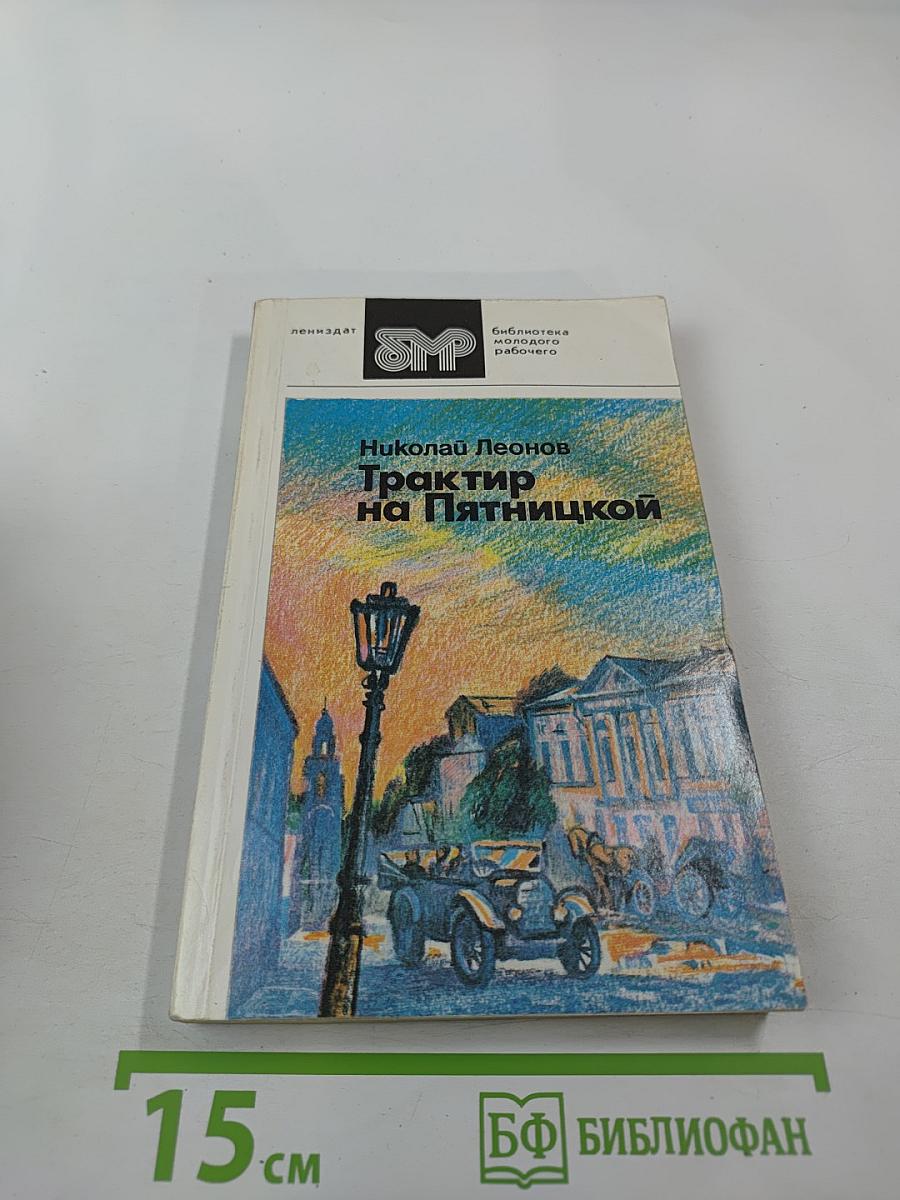 лениздат
бмр
библиотека
молодого
рабочего
Николай Леонов
Трактир
на Пятницкой
15 см
БФ БИБЛИОФАН